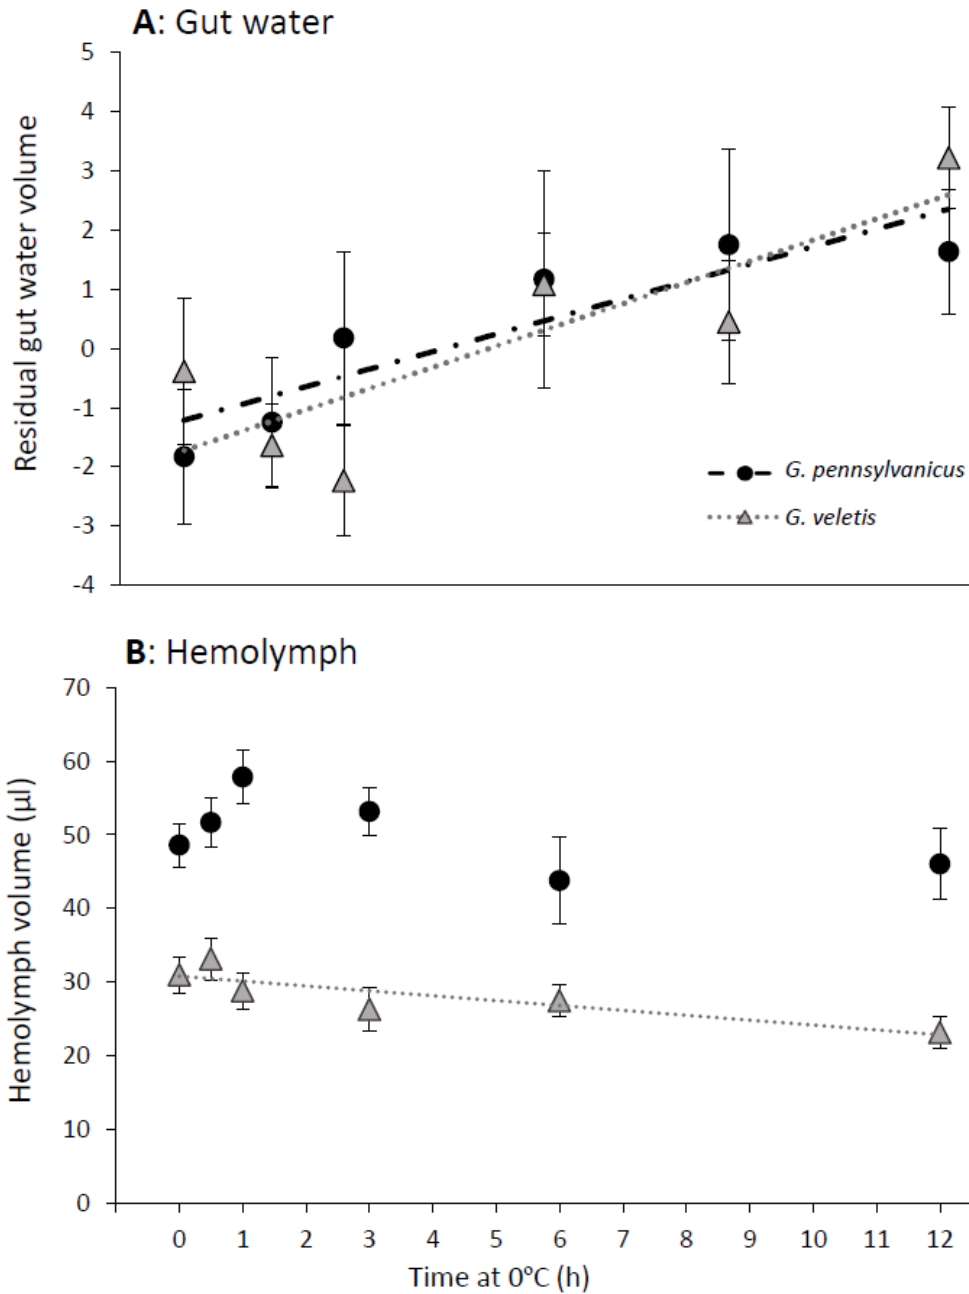 A: Gut water
Residual gut water volume
5
4
3
2
1
0
-1
-2
-3
-4
G. pennsylvanicus
G. veletis
B: Hemolymph
Hemolymph volume (µl)
70
60
50
40
30
20
10
0
0 1 2 3 4 5 6 7 8 9 10 11 12
Time at 0°C (h)